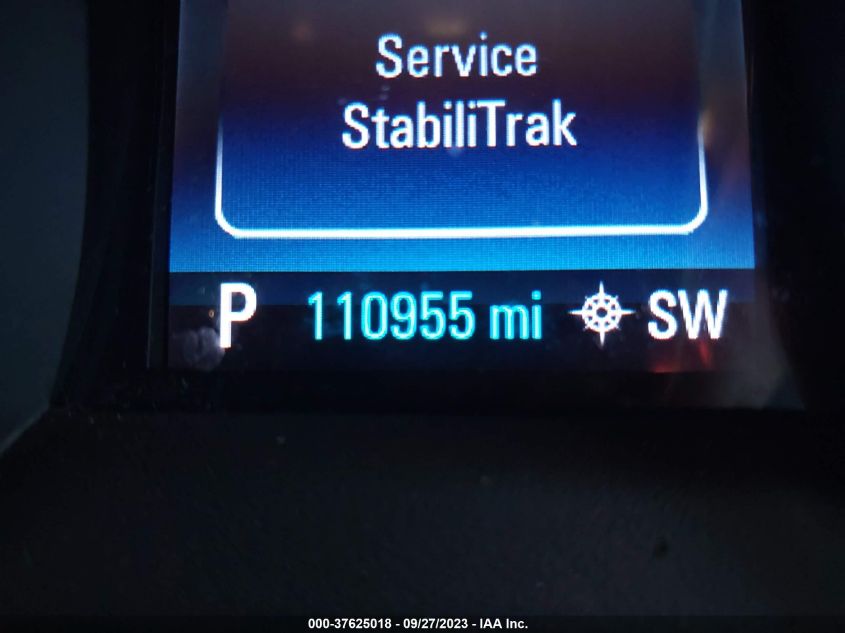 Service
StabiliTrak
P 110955 mi SW
000-37625018 - 09/27/2023 - IAA Inc.